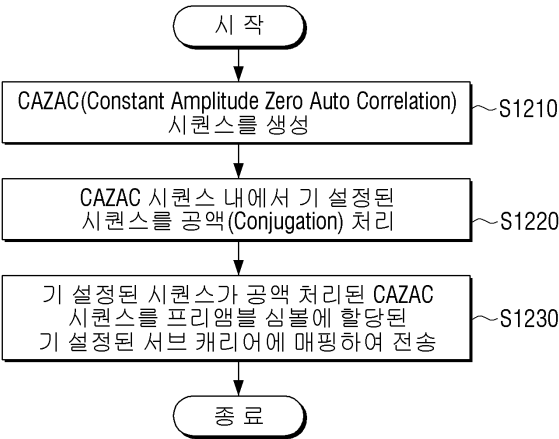 시 작
CAZAC(Constant Amplitude Zero Auto Correlation)
시퀀스를 생성
S1210
CAZAC 시퀀스 내에서 기 설정된
시퀀스를 공액(Conjugation) 처리
S1220
기 설정된 시퀀스가 공액 처리된 CAZAC
시퀀스를 프리앰블 심볼에 할당된
기 설정된 서브 캐리어에 매핑하여 전송
S1230
종 료